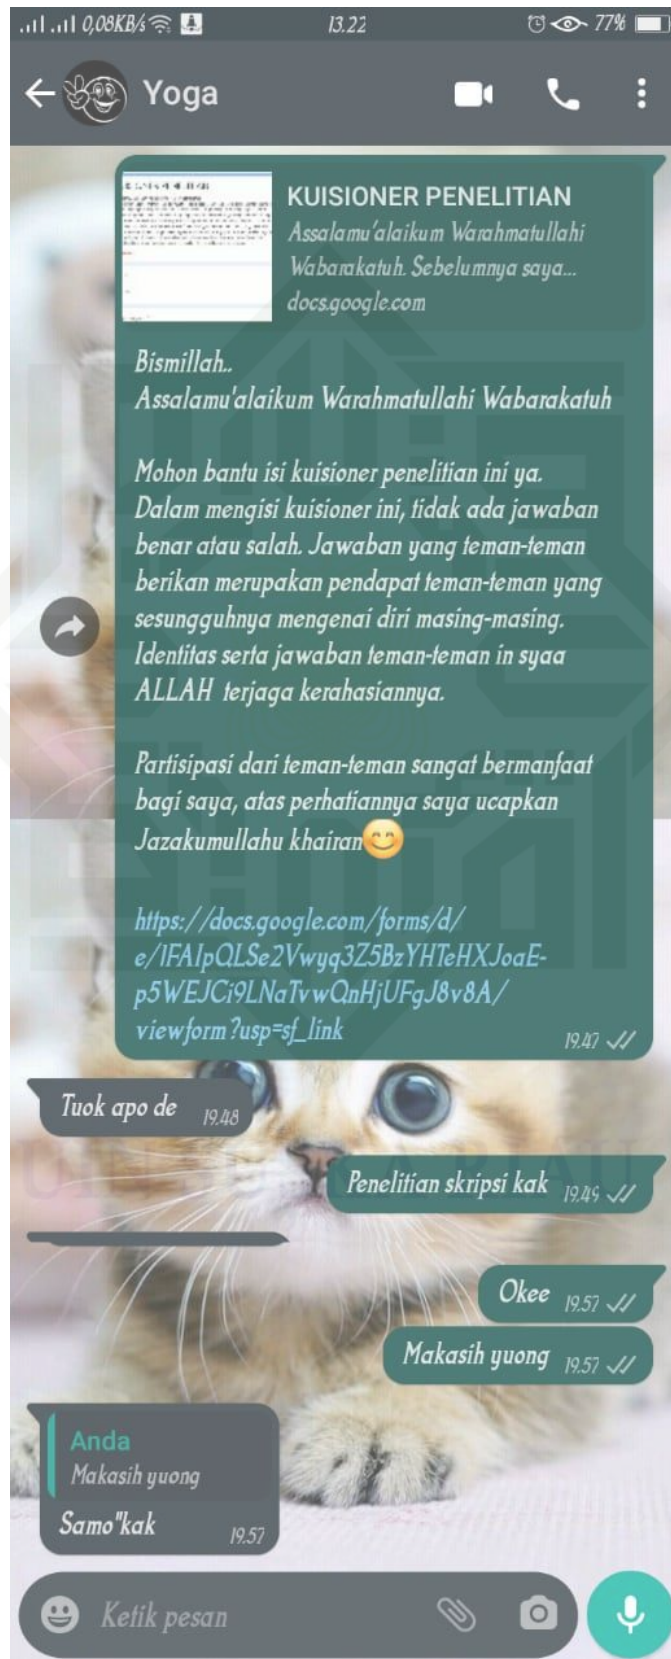 0,08KB/s 13.22 77%
Yoga
KUISIONER PENELITIAN
Assalamu'alaikum Warahmatullahi
Wabarakatuh. Sebelumnya saya...
docs.google.com
Bismillah..
Assalamu'alaikum Warahmatullahi Wabarakatuh
Mohon bantu isi kuisioner penelitian ini ya.
Dalam mengisi kuisioner ini, tidak ada jawaban
benar atau salah. Jawaban yang teman-teman
berikan merupakan pendapat teman-teman yang
sesungguhnya mengenai diri masing-masing.
Identitas serta jawaban teman-teman in syaa
ALLAH terjaga kerahasiannya.
Partisipasi dari teman-teman sangat bermanfaat
bagi saya, atas perhatiannya saya ucapkan
Jazakumullahu khairan😊
https://docs.google.com/forms/d/
e/1FAIpQLSe2Vwyq3Z5BzYHTeHXJoaE-
p5WEJCi9LNaTvwQnHjUFgJ8v8A/
viewform?usp=sf_link
19.47
Tuok apo de 19.48
Penelitian skripsi kak 19.49
Okee 19.57
Makasih yuong 19.57
Anda
Makasih yuong
Samo"kak 19.57
Ketik pesan